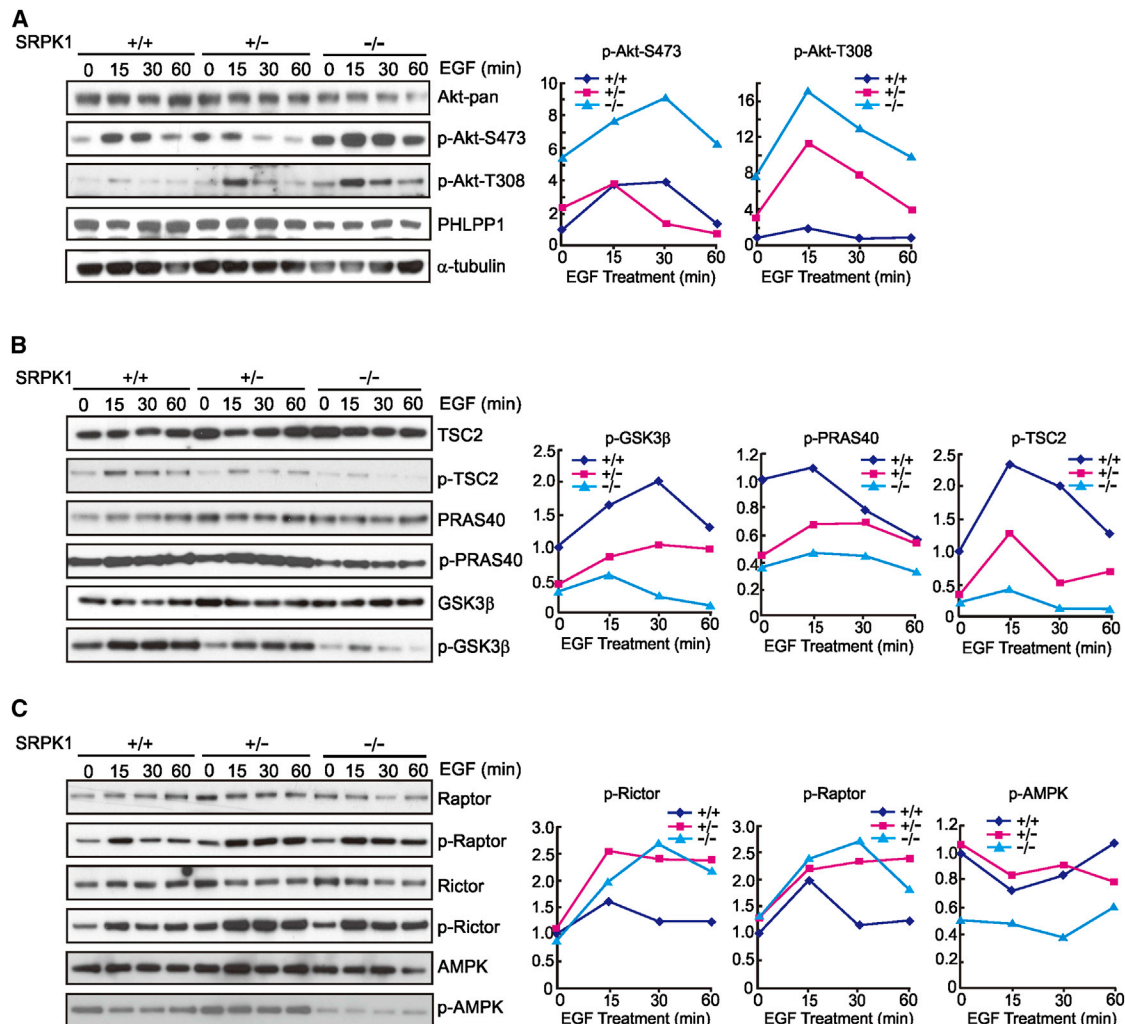 A
SRPK1 +/+ +/- -/-
0 15 30 60 0 15 30 60 0 15 30 60 EGF (min)
Akt-pan
p-Akt-S473
p-Akt-T308
PHLPP1
α-tubulin
p-Akt-S473
+/+
+/-
-/-
10
8
6
4
2
0
0 15 30 60
EGF Treatment (min)
p-Akt-T308
+/+
+/-
-/-
16
12
8
4
0
0 15 30 60
EGF Treatment (min)
B
SRPK1 +/+ +/- -/-
0 15 30 60 0 15 30 60 0 15 30 60 EGF (min)
TSC2
p-TSC2
PRAS40
p-PRAS40
GSK3β
p-GSK3β
p-GSK3β
+/+
+/-
-/-
2.5
2.0
1.5
1.0
0.5
0
0 15 30 60
EGF Treatment (min)
p-PRAS40
+/+
+/-
-/-
1.2
1.0
0.8
0.6
0.4
0.2
0
0 15 30 60
EGF Treatment (min)
p-TSC2
+/+
+/-
-/-
2.5
2.0
1.5
1.0
0.5
0
0 15 30 60
EGF Treatment (min)
C
SRPK1 +/+ +/- -/-
0 15 30 60 0 15 30 60 0 15 30 60 EGF (min)
Raptor
p-Raptor
Rictor
p-Rictor
AMPK
p-AMPK
p-Rictor
+/+
+/-
-/-
3.0
2.5
2.0
1.5
1.0
0.5
0
0 15 30 60
EGF Treatment (min)
p-Raptor
+/+
+/-
-/-
3.0
2.5
2.0
1.5
1.0
0.5
0
0 15 30 60
EGF Treatment (min)
p-AMPK
+/+
+/-
-/-
1.2
1.0
0.8
0.6
0.4
0.2
0
0 15 30 60
EGF Treatment (min)